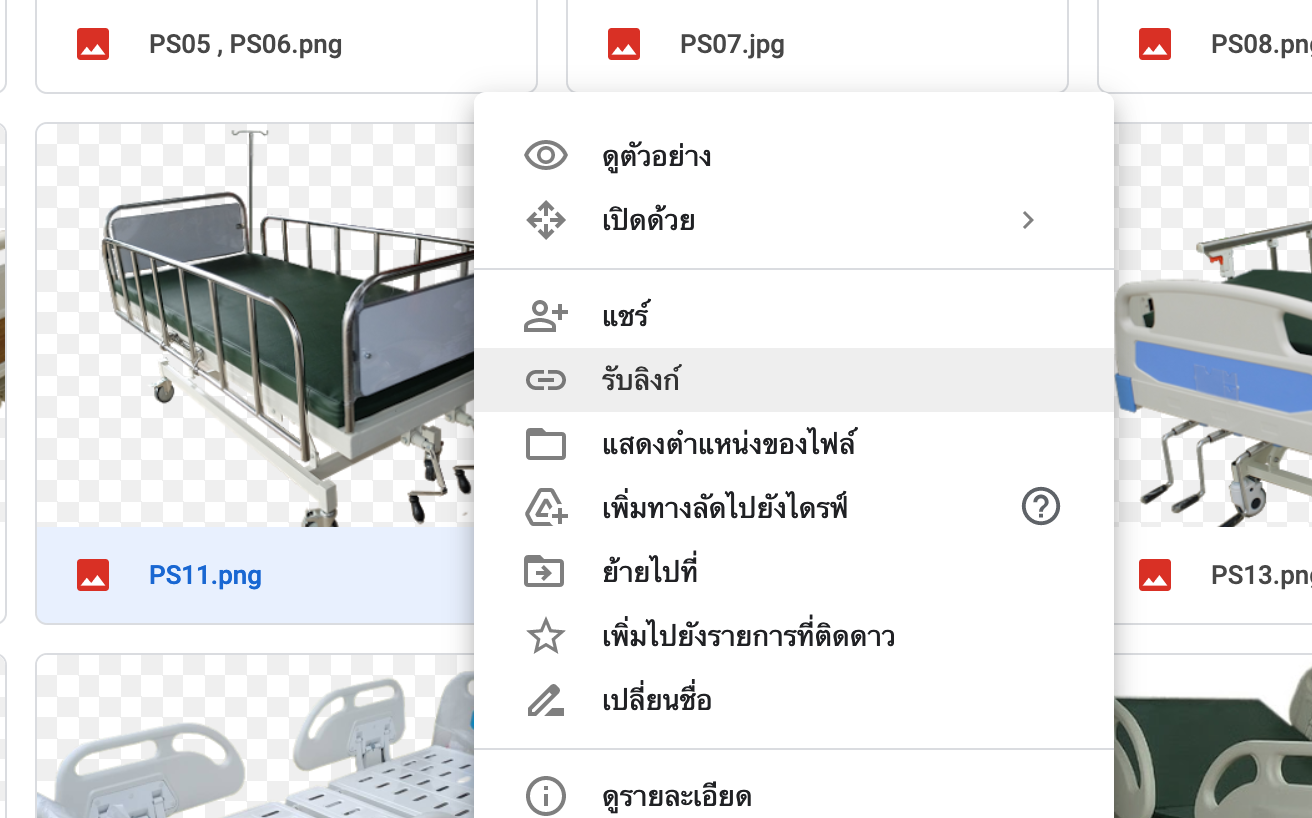 PS05 , PS06.png
PS07.jpg
PS08.pn
ดูตัวอย่าง
เปิดด้วย
แชร์
รับลิงก์
แสดงตำแหน่งของไฟล์
เพิ่มทางลัดไปยังไดรฟ์
ย้ายไปที่
PS11.png
PS13.pn
เพิ่มไปยังรายการที่ติดดาว
เปลี่ยนชื่อ
ดูรายละเอียด